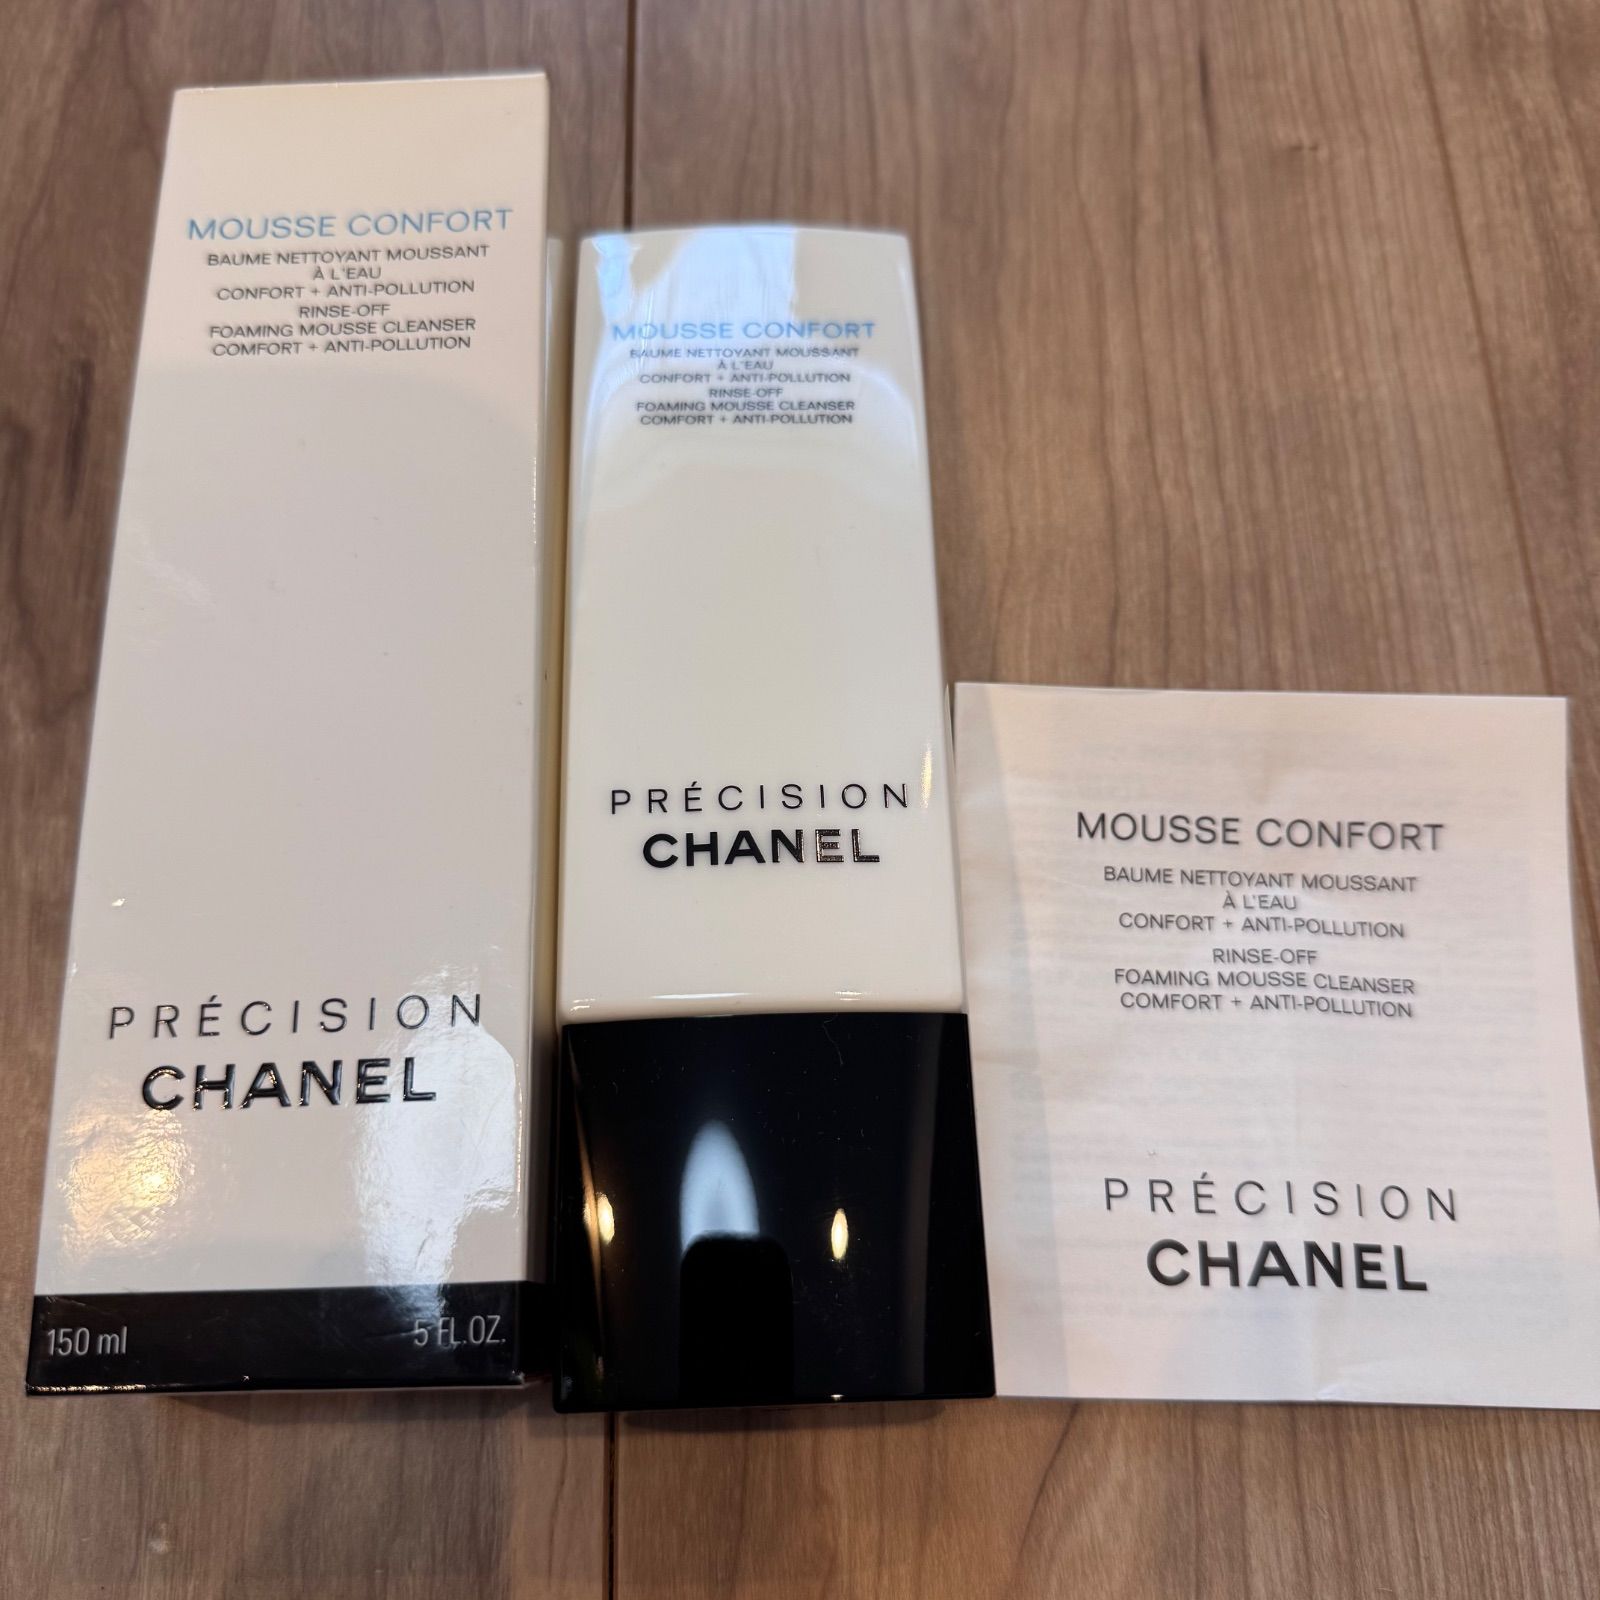 MOUSSE CONFORT
BAUME NETTOYANT MOUSSANT
À L'EAU
CONFORT + ANTI-POLLUTION
RINSE-OFF
FOAMING MOUSSE CLEANSER
COMFORT + ANTI-POLLUTION
PRÉCISION
CHANEL
150 ml
5 FL.OZ.
MOUSSE CONFORT
BAUME NETTOYANT MOUSSANT
À L'EAU
CONFORT + ANTI-POLLUTION
RINSE-OFF
FOAMING MOUSSE CLEANSER
COMFORT + ANTI-POLLUTION
PRÉCISION
CHANEL
MOUSSE CONFORT
BAUME NETTOYANT MOUSSANT
À L'EAU
CONFORT + ANTI-POLLUTION
RINSE-OFF
FOAMING MOUSSE CLEANSER
COMFORT + ANTI-POLLUTION
PRÉCISION
CHANEL